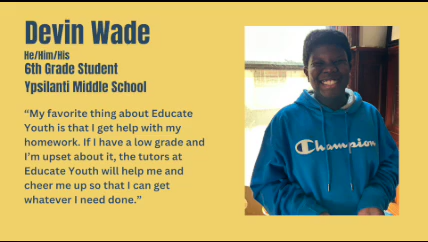 Devin Wade
He/Him/His
6th Grade Student
Ypsilanti Middle School
“My favorite thing about Educate
Youth is that I get help with my
homework. If I have a low grade and
I’m upset about it, the tutors at
Educate Youth will help me and
cheer me up so that I can get
whatever I need done.”
Champion